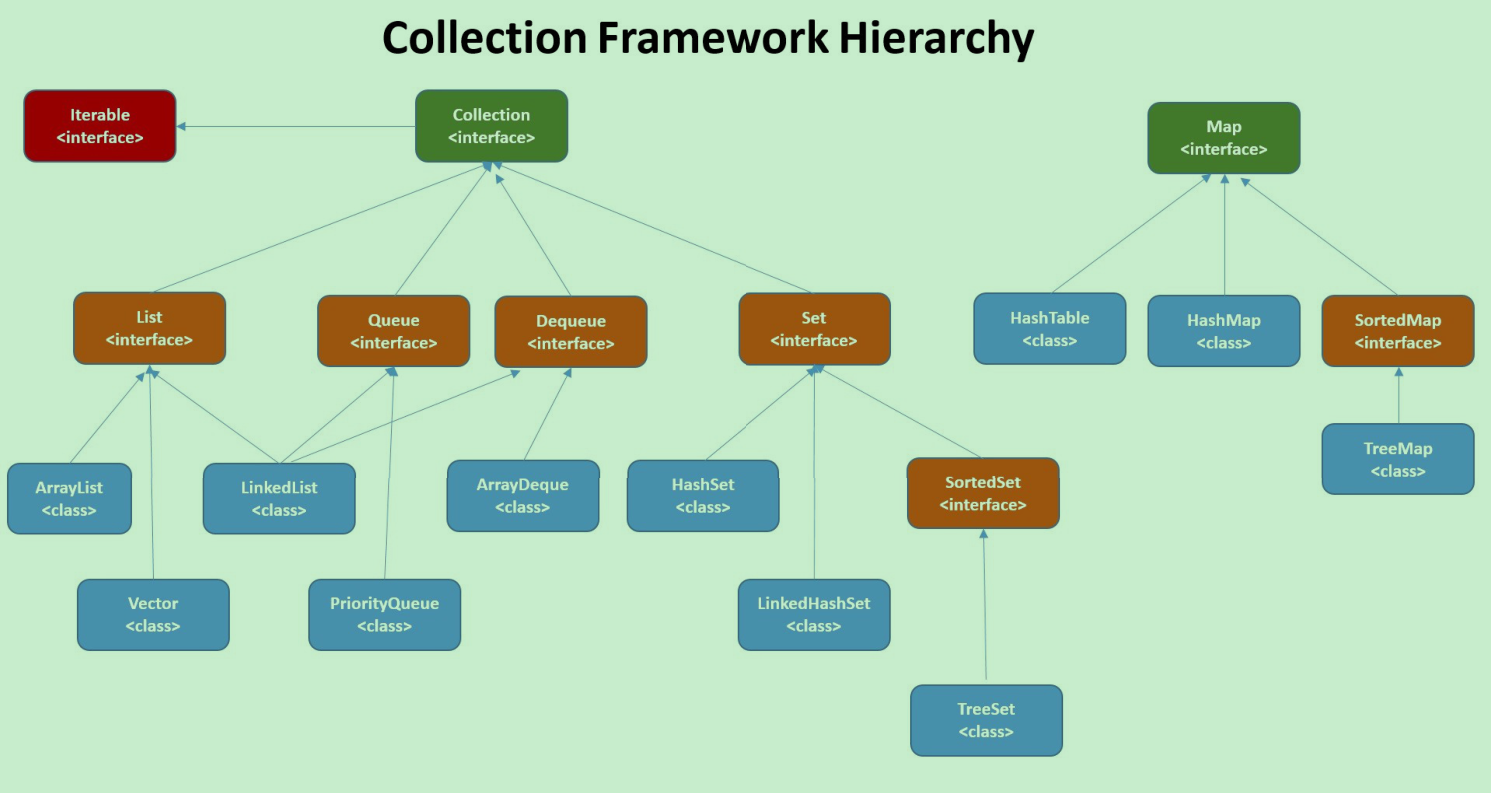 Collection Framework Hierarchy
Iterable
<interface>
Collection
<interface>
Map
<interface>
List
<interface>
Queue
<interface>
Dequeue
<interface>
Set
<interface>
HashTable
<class>
HashMap
<class>
SortedMap
<interface>
ArrayList
<class>
LinkedList
<class>
ArrayDeque
<class>
HashSet
<class>
SortedSet
<interface>
TreeMap
<class>
Vector
<class>
PriorityQueue
<class>
LinkedHashSet
<class>
TreeSet
<class>